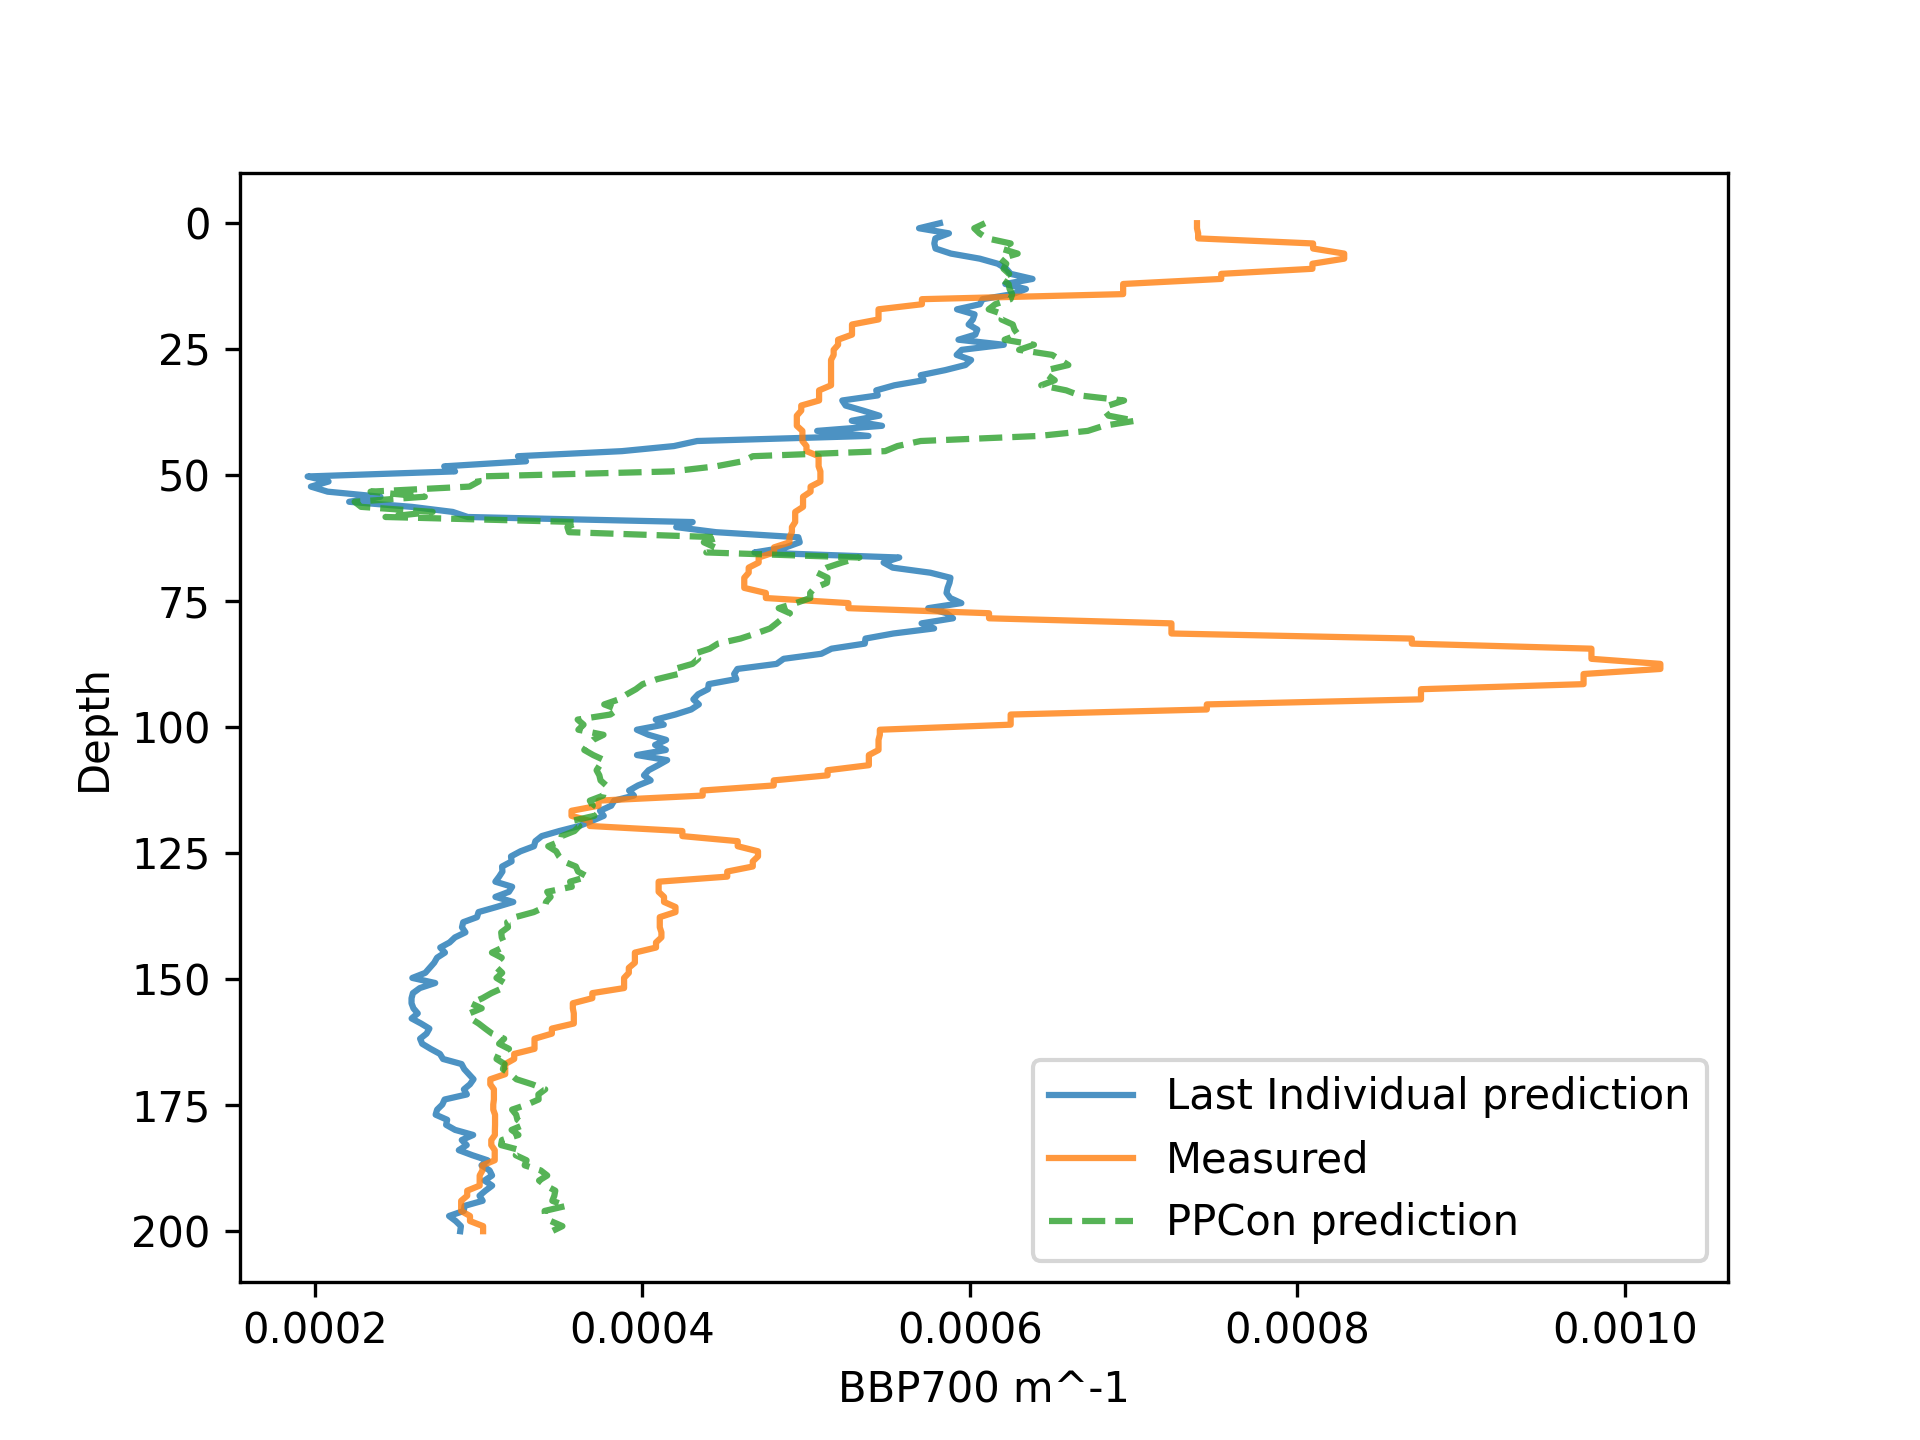 0
25
50
75
100
125
150
175
200
Depth
0.0002 0.0004 0.0006 0.0008 0.0010
BBP700 m^-1
Last Individual prediction
Measured
PPCon prediction